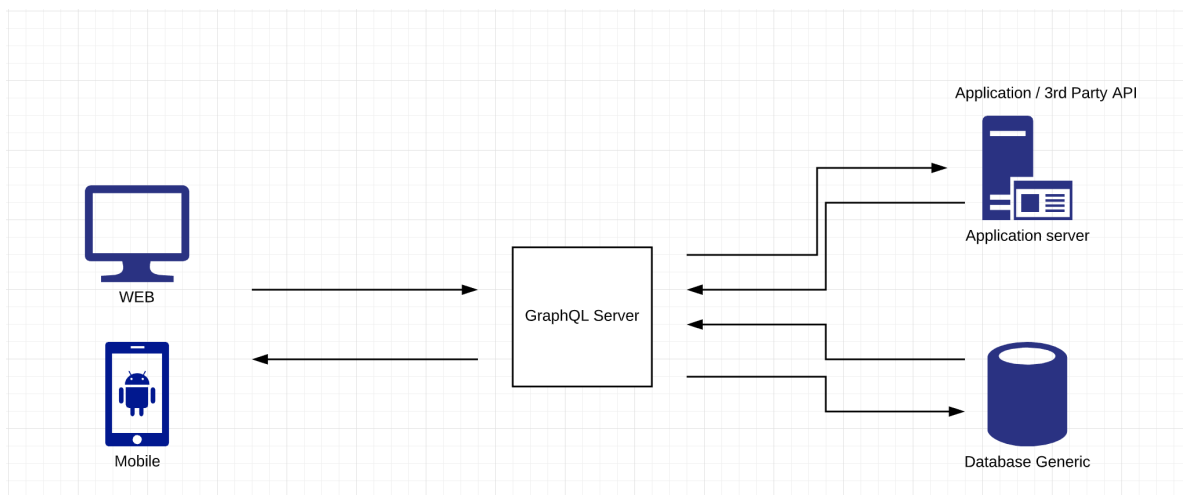 Application / 3rd Party API
Application server
WEB
GraphQL Server
Mobile
Database Generic